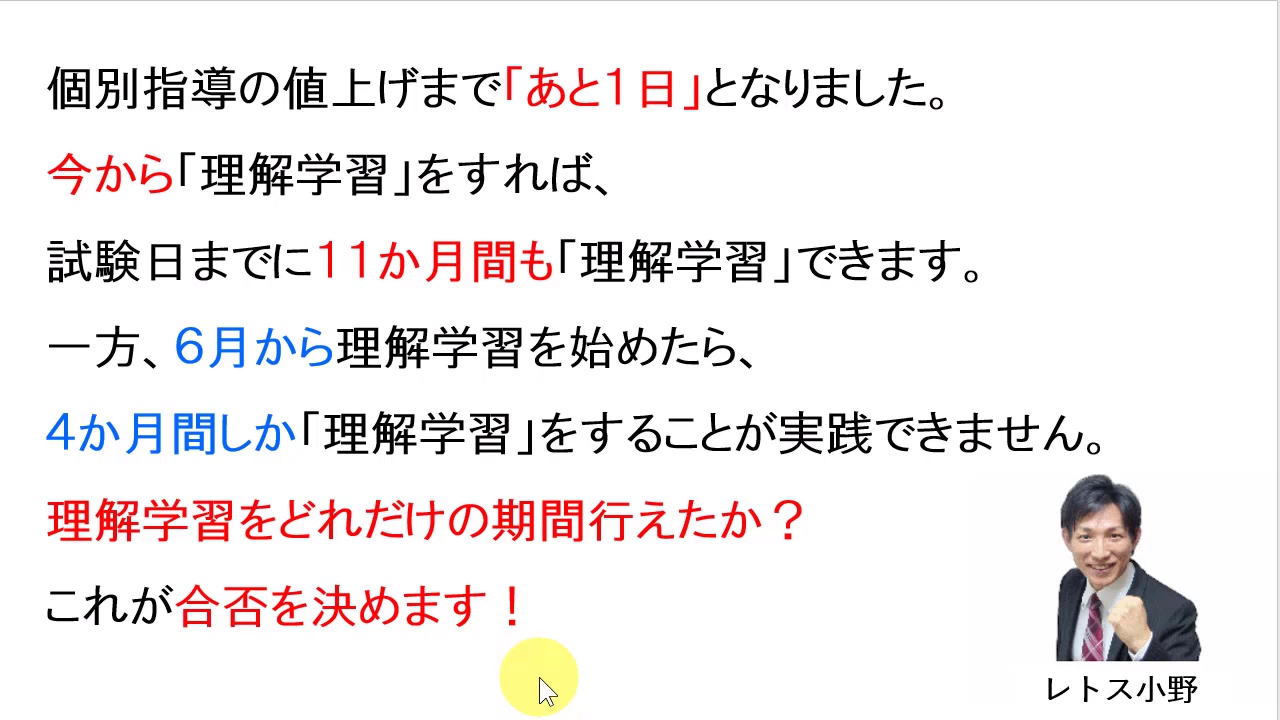 個別指導の値上げまで「あと１日」となりました。
今から「理解学習」をすれば、
試験日までに１１か月間も「理解学習」できます。
一方、６月から理解学習を始めたら、
４か月間しか「理解学習」をすることが実践できません。
理解学習をどれだけの期間行えたか？
これが合否を決めます！
レトス小野